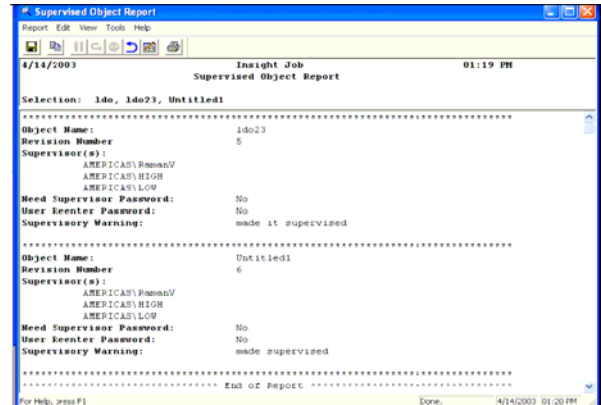 Supervised Object Report
Report Edit View Tools Help
4/14/2003 Insight Job 01:19 PM
Supervised Object Report
Selection: ldo, ldo23, Untitled1
Object Name: ldo23
Revision Number 5
Supervisor(s):
AMERICAS\RamanV
AMERICAS\HIGH
AMERICAS\LOW
Need Supervisor Password: No
User Reenter Password: No
Supervisory Warning: made it supervised
Object Name: Untitled1
Revision Number 6
Supervisor(s):
AMERICAS\RamanV
AMERICAS\HIGH
AMERICAS\LOW
Need Supervisor Password: No
User Reenter Password: No
Supervisory Warning: made supervised
End of Report
For Help, press F1 Done. 4/14/2003 01:20 PM